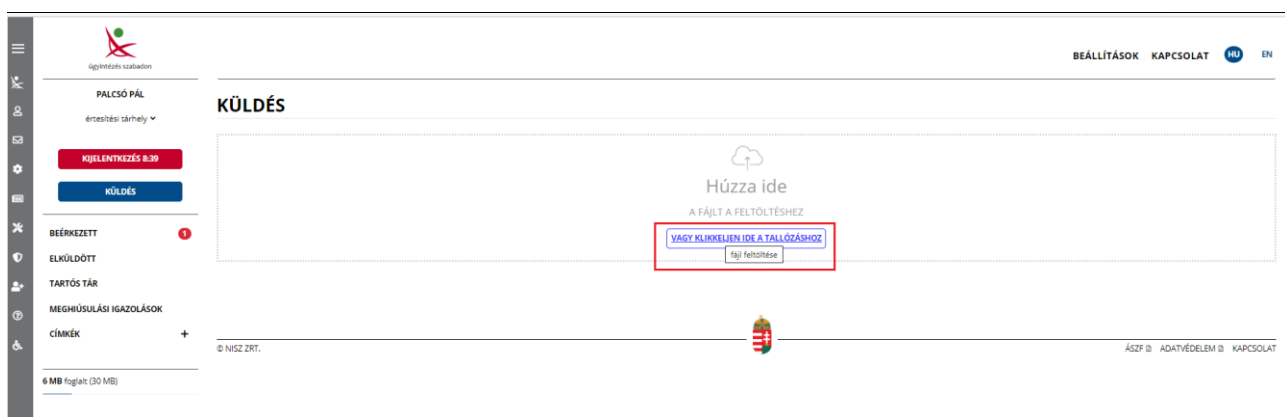 ügyintézés szabadon
BEÁLLÍTÁSOK KAPCSOLAT HU EN
PALCSÓ PÁL
értesítési tárhely
KÜLDÉS
KIJELENTKEZÉS 8:39
KÜLDÉS
Húzza ide
A FÁJLT A FELTÖLTÉSHEZ
VAGY KLIKKELJEN IDE A TALLÓZÁSHOZ
fájl feltöltése
BEÉRKEZETT 1
ELKÜLDÖTT
TARTÓS TÁR
MEGHIÚSULÁSI IGAZOLÁSOK
CÍMKÉK +
© NISZ ZRT.
ÁSZF ADATVÉDELEM KAPCSOLAT
6 MB foglalt (30 MB)